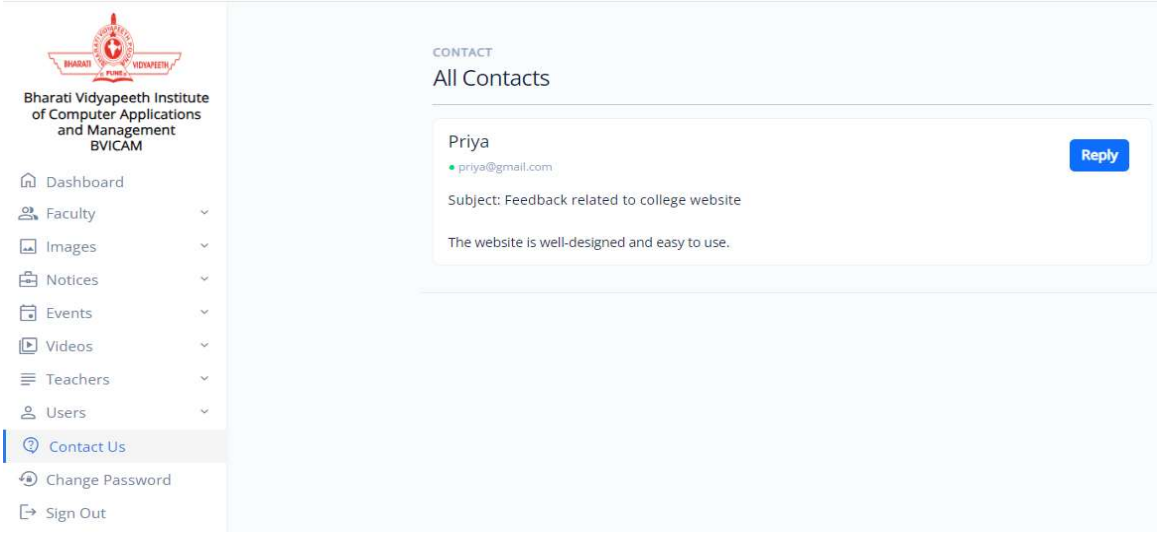 BHARATI VIDYAPEETH
PUNE
Bharati Vidyapeeth Institute
of Computer Applications
and Management
BVICAM
Dashboard
Faculty
Images
Notices
Events
Videos
Teachers
Users
Contact Us
Change Password
Sign Out
CONTACT
All Contacts
Priya
priya@gmail.com
Reply
Subject: Feedback related to college website
The website is well-designed and easy to use.